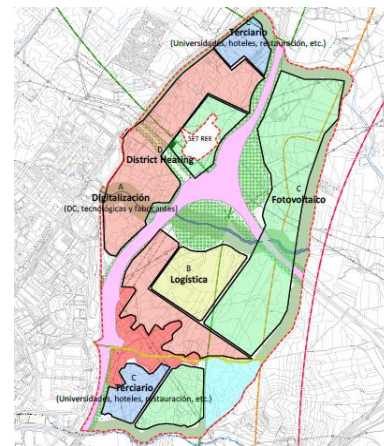 C
Terciario
(Universidades, hoteles, restauración, etc.)
SET REE
D
District Heating
A
Digitalización
(DC, tecnológicas y fabricantes)
C
Fotovoltaico
B
Logística
C
Terciario
(Universidades, hoteles, restauración, etc.)